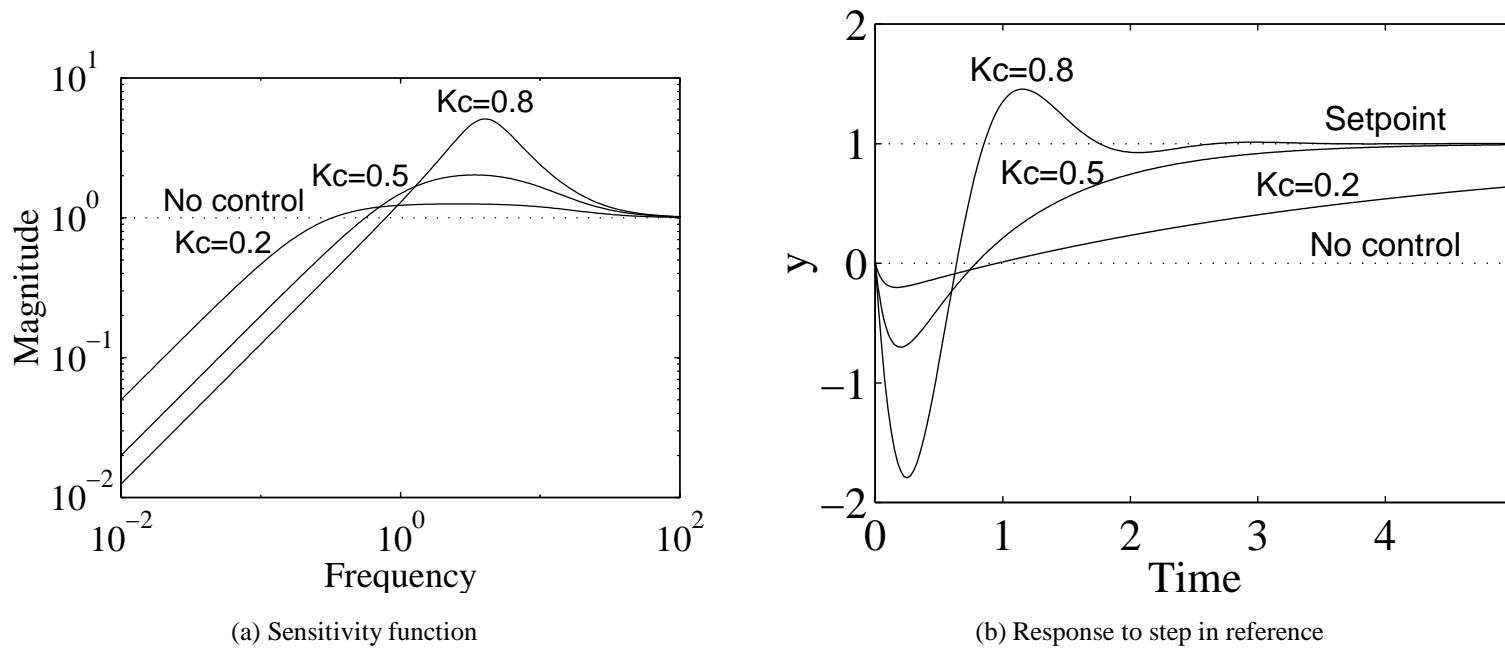 10^1
10^0
10^−1
10^−2
Magnitude
Kc=0.8
Kc=0.5
No control
Kc=0.2
10^−2
10^0
10^2
Frequency
(a) Sensitivity function
2
1
0
−1
−2
y
Kc=0.8
Setpoint
Kc=0.5
Kc=0.2
No control
0 1 2 3 4
Time
(b) Response to step in reference